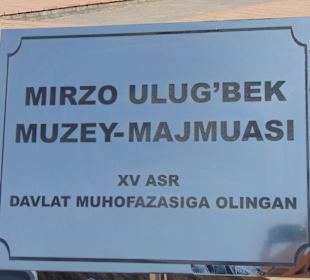 MIRZO ULUG'BEK
MUZEY-MAJMUASI
XV ASR
DAVLAT MUHOFAZASIGA OLINGAN